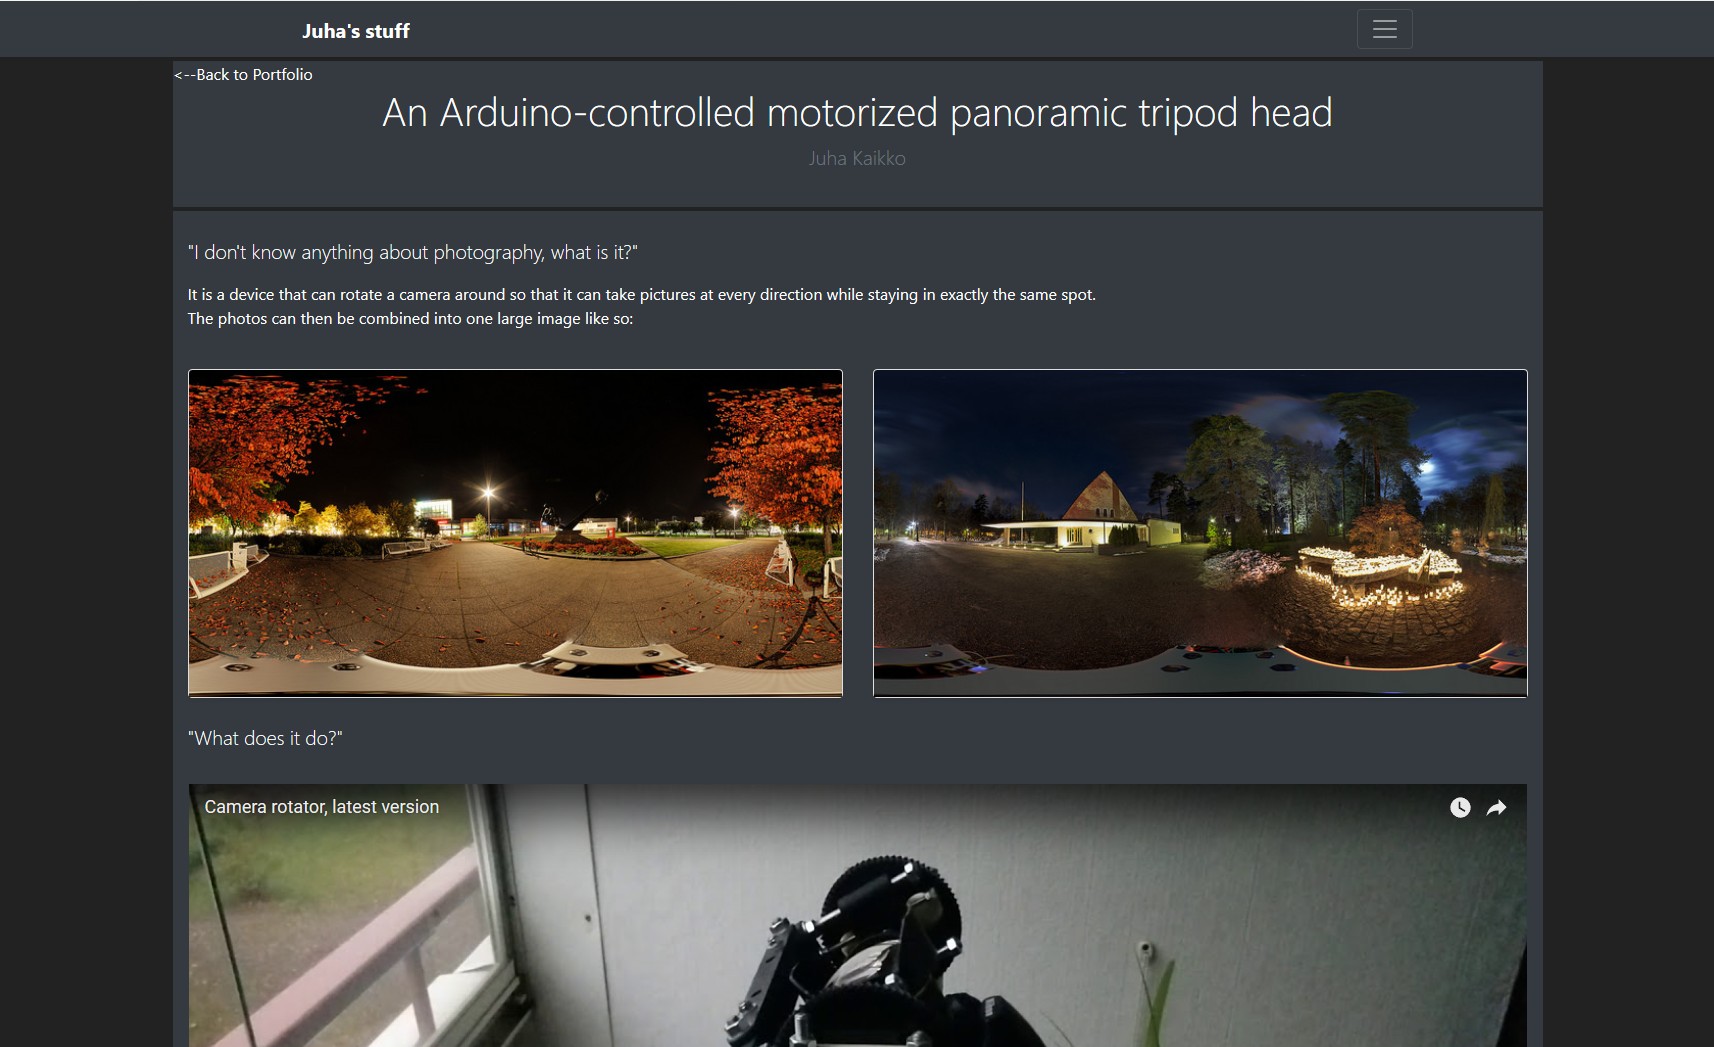 Juha's stuff
<--Back to Portfolio
An Arduino-controlled motorized panoramic tripod head
Juha Kaikko
"I don't know anything about photography, what is it?"
It is a device that can rotate a camera around so that it can take pictures at every direction while staying in exactly the same spot.
The photos can then be combined into one large image like so:
"What does it do?"
Camera rotator, latest version